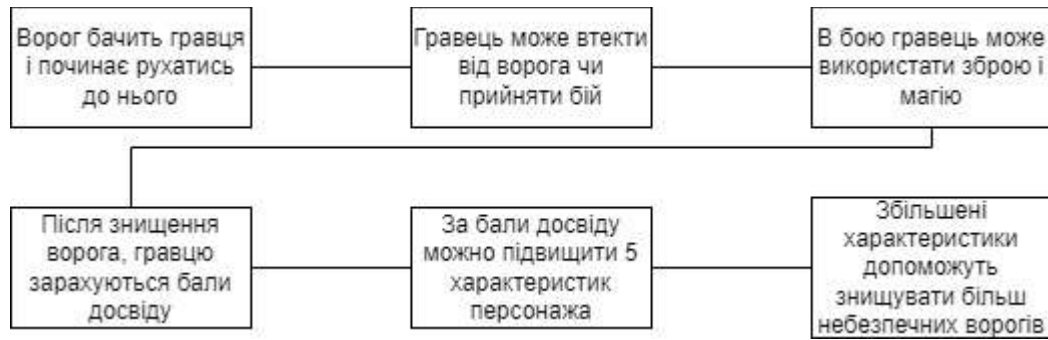 Ворог бачить гравця
і починає рухатись
до нього
Гравець може втекти
від ворога чи
прийняти бій
В бою гравець може
використати зброю і
магію
Після знищення
ворога, гравцю
зарахуються бали
досвіду
За бали досвіду
можно підвищити 5
характеристик
персонажа
Збільшені
характеристики
допоможуть
знищувати більш
небезпечних ворогів